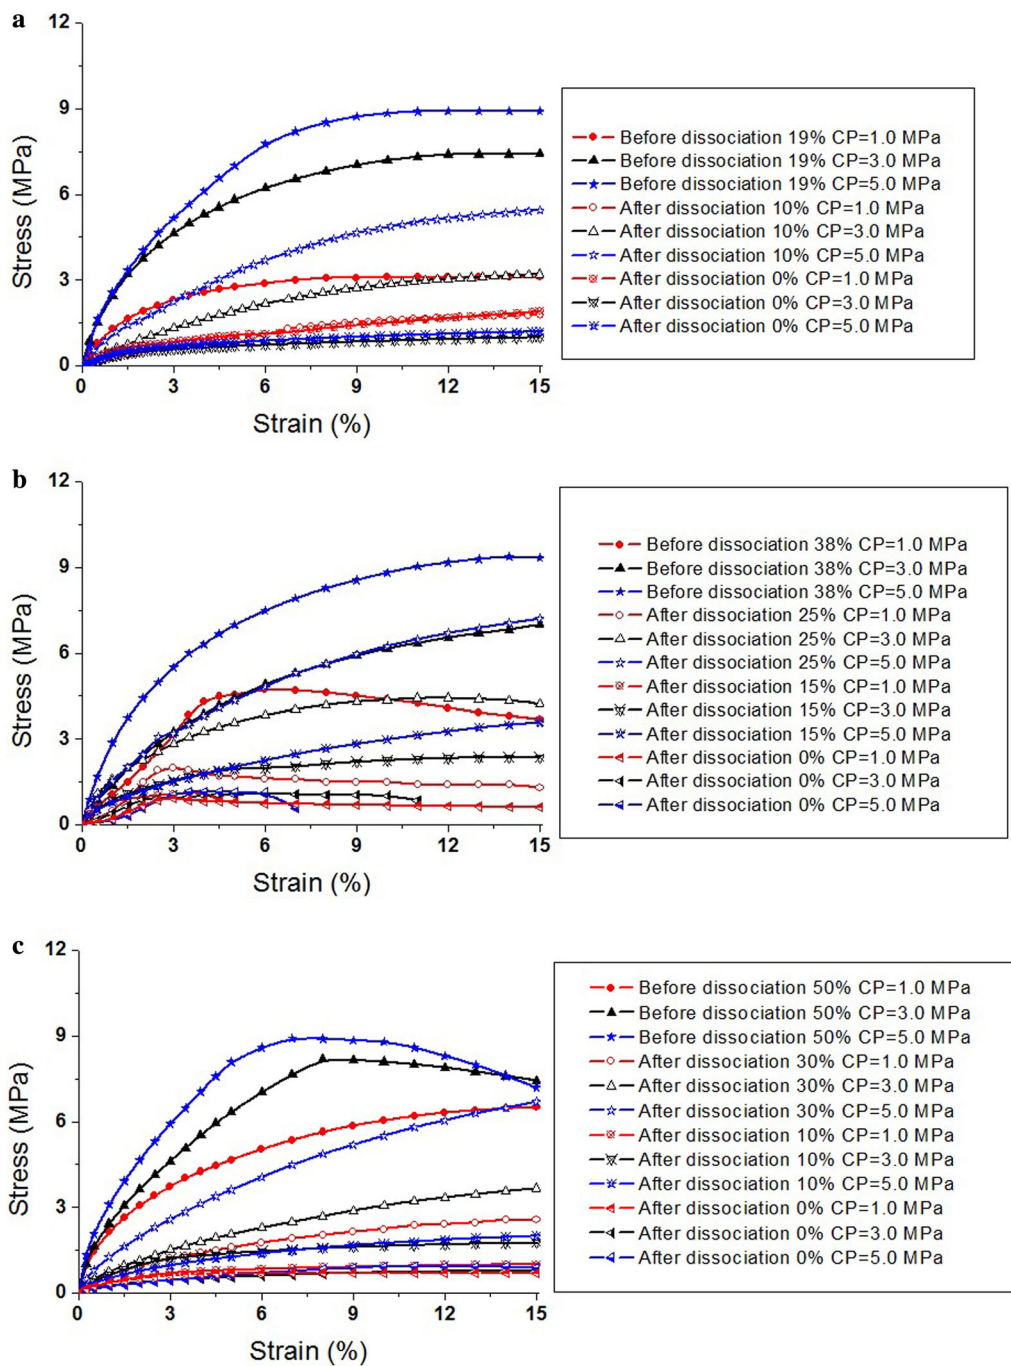 a
12
9
6
3
0
Stress (MPa)
0
3
6
9
12
15
Strain (%)
Before dissociation 19% CP=1.0 MPa
Before dissociation 19% CP=3.0 MPa
Before dissociation 19% CP=5.0 MPa
After dissociation 10% CP=1.0 MPa
After dissociation 10% CP=3.0 MPa
After dissociation 10% CP=5.0 MPa
After dissociation 0% CP=1.0 MPa
After dissociation 0% CP=3.0 MPa
After dissociation 0% CP=5.0 MPa
b
12
9
6
3
0
Stress (MPa)
0
3
6
9
12
15
Strain (%)
Before dissociation 38% CP=1.0 MPa
Before dissociation 38% CP=3.0 MPa
Before dissociation 38% CP=5.0 MPa
After dissociation 25% CP=1.0 MPa
After dissociation 25% CP=3.0 MPa
After dissociation 25% CP=5.0 MPa
After dissociation 15% CP=1.0 MPa
After dissociation 15% CP=3.0 MPa
After dissociation 15% CP=5.0 MPa
After dissociation 0% CP=1.0 MPa
After dissociation 0% CP=3.0 MPa
After dissociation 0% CP=5.0 MPa
c
12
9
6
3
0
Stress (MPa)
0
3
6
9
12
15
Strain (%)
Before dissociation 50% CP=1.0 MPa
Before dissociation 50% CP=3.0 MPa
Before dissociation 50% CP=5.0 MPa
After dissociation 30% CP=1.0 MPa
After dissociation 30% CP=3.0 MPa
After dissociation 30% CP=5.0 MPa
After dissociation 10% CP=1.0 MPa
After dissociation 10% CP=3.0 MPa
After dissociation 10% CP=5.0 MPa
After dissociation 0% CP=1.0 MPa
After dissociation 0% CP=3.0 MPa
After dissociation 0% CP=5.0 MPa